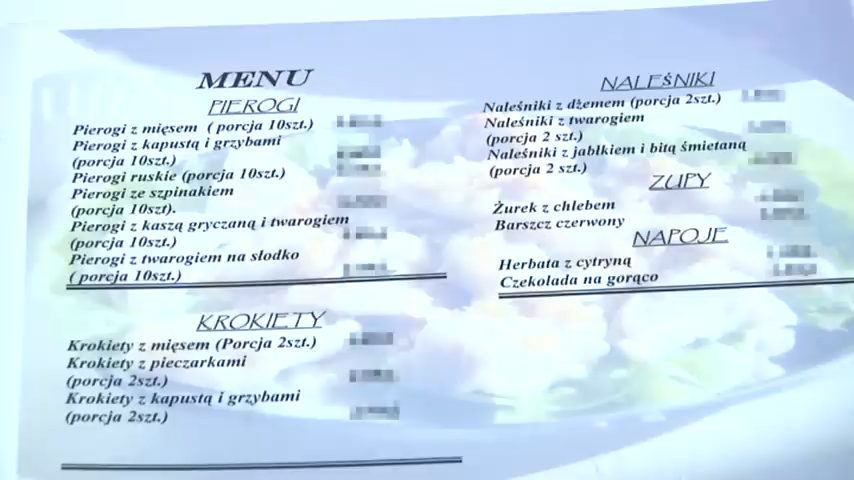 MENU
PIEROGI
Pierogi z mięsem ( porcja 10szt.)
Pierogi z kapustą i grzybami
(porcja 10szt.)
Pierogi ruskie (porcja 10szt.)
Pierogi ze szpinakiem
(porcja 10szt).
Pierogi z kaszą gryczaną i twarogiem
(porcja 10szt.)
Pierogi z twarogiem na słodko
( porcja 10szt.)
KROKIETY
Krokiety z mięsem (Porcja 2szt.)
Krokiety z pieczarkami
(porcja 2szt.)
Krokiety z kapustą i grzybami
(porcja 2szt.)
NALEŚNIKI
Naleśniki z dżemem (porcja 2szt.)
Naleśniki z twarogiem
(porcja 2 szt.)
Naleśniki z jabłkiem i bitą śmietaną
(porcja 2 szt.)
ZUPY
Żurek z chlebem
Barszcz czerwony
NAPOJE
Herbata z cytryną
Czekolada na gorąco